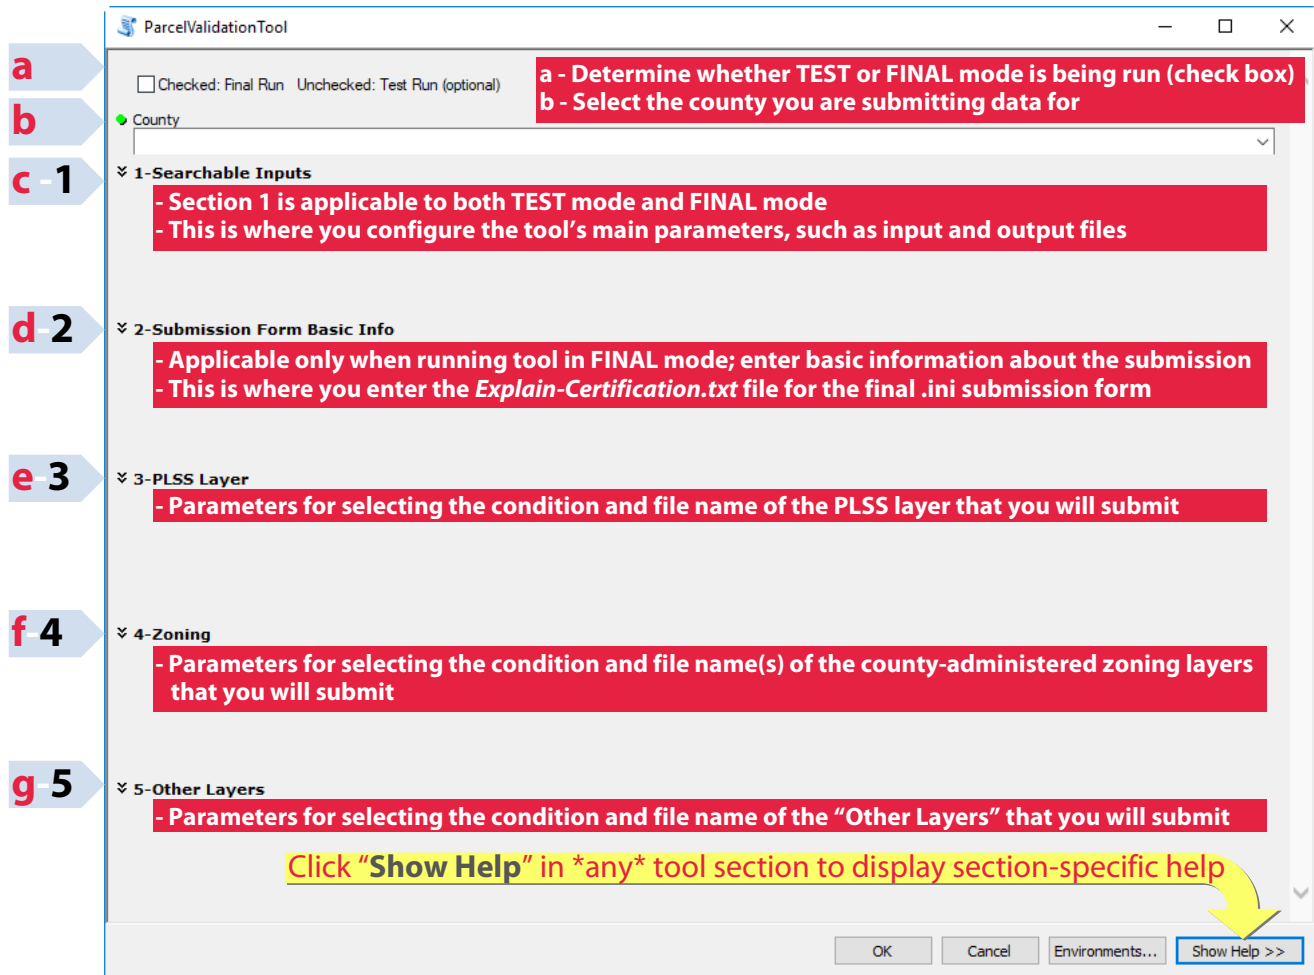 ParcelValidationTool
a
Checked: Final Run Unchecked: Test Run (optional)
a - Determine whether TEST or FINAL mode is being run (check box)
b - Select the county you are submitting data for
b
County
c - 1
1-Searchable Inputs
- Section 1 is applicable to both TEST mode and FINAL mode
- This is where you configure the tool's main parameters, such as input and output files
d - 2
2-Submission Form Basic Info
- Applicable only when running tool in FINAL mode; enter basic information about the submission
- This is where you enter the Explain-Certification.txt file for the final .ini submission form
e - 3
3-PLSS Layer
- Parameters for selecting the condition and file name of the PLSS layer that you will submit
f - 4
4-Zoning
- Parameters for selecting the condition and file name(s) of the county-administered zoning layers
that you will submit
g - 5
5-Other Layers
- Parameters for selecting the condition and file name of the “Other Layers” that you will submit
Click “Show Help” in *any* tool section to display section-specific help
OK Cancel Environments... Show Help >>